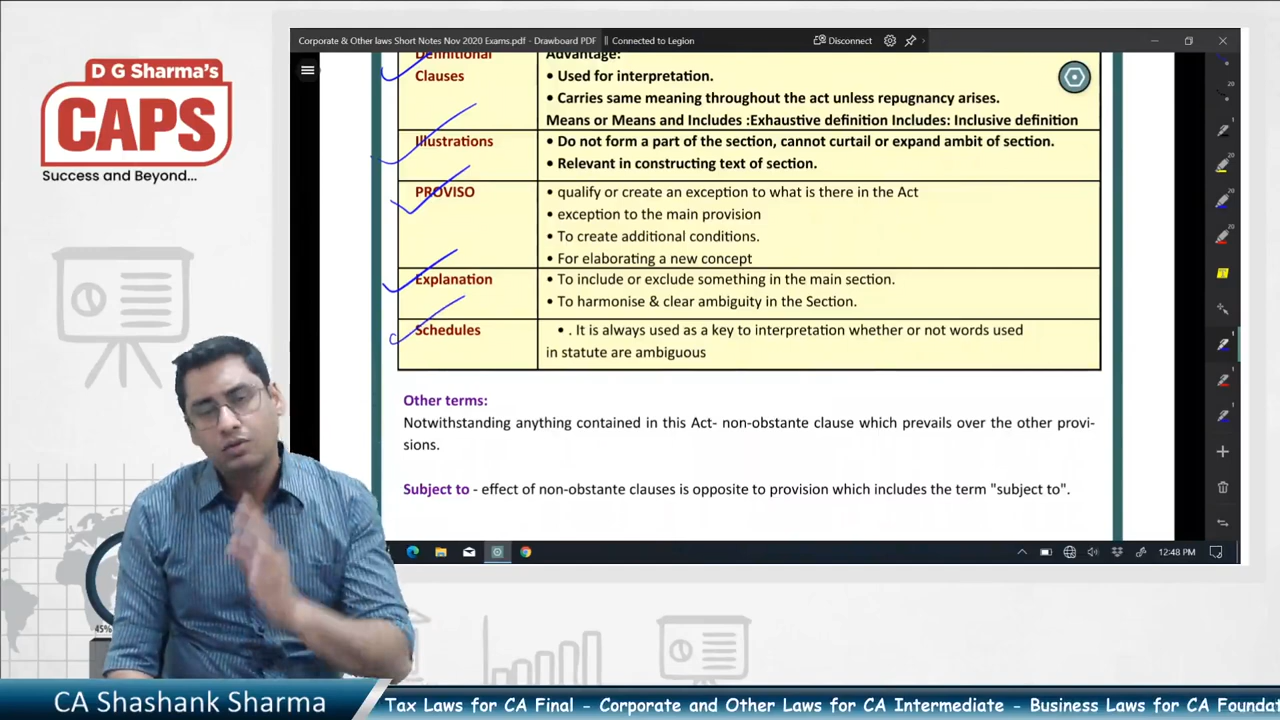 D G Sharma's
CAPS
Success and Beyond...
Corporate & Other laws Short Notes Nov 2020 Exams.pdf - Drawboard PDF || Connected to Legion
Disconnect
Definitional
Clauses
Advantage:
• Used for interpretation.
• Carries same meaning throughout the act unless repugnancy arises.
Means or Means and Includes :Exhaustive definition Includes: Inclusive definition
Illustrations
• Do not form a part of the section, cannot curtail or expand ambit of section.
• Relevant in constructing text of section.
PROVISO
• qualify or create an exception to what is there in the Act
• exception to the main provision
• To create additional conditions.
• For elaborating a new concept
Explanation
• To include or exclude something in the main section.
• To harmonise & clear ambiguity in the Section.
Schedules
• . It is always used as a key to interpretation whether or not words used
in statute are ambiguous
Other terms:
Notwithstanding anything contained in this Act- non-obstante clause which prevails over the other provi-
sions.
Subject to - effect of non-obstante clauses is opposite to provision which includes the term "subject to".
12:48 PM
45%
CA Shashank Sharma
Tax Laws for CA Final - Corporate and Other Laws for CA Intermediate - Business Laws for CA Foundat